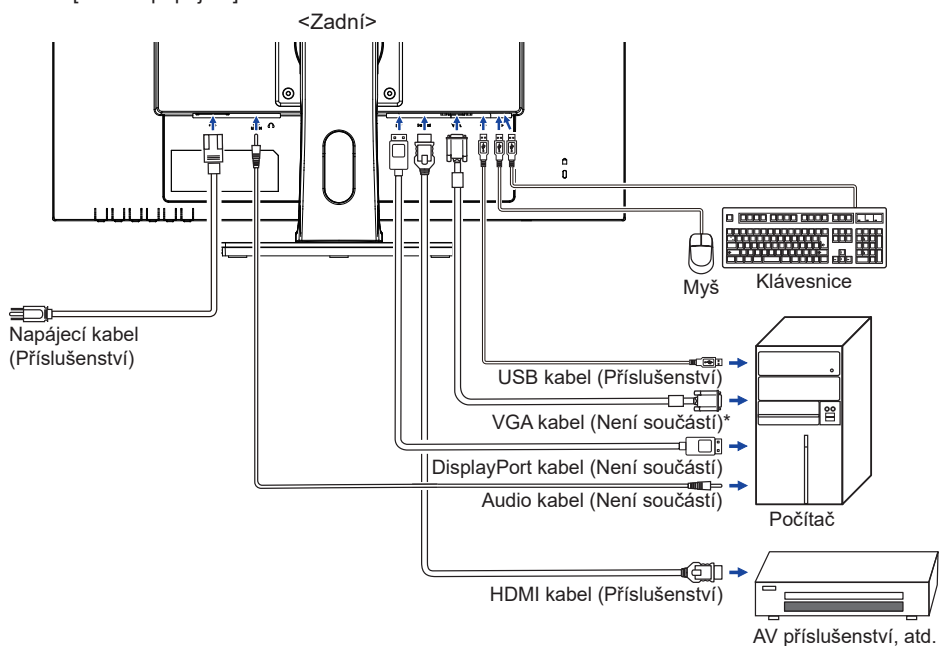 <Zadní>
Myš
Klávesnice
Napájecí kabel
(Příslušenství)
USB kabel (Příslušenství)
VGA kabel (Není součástí)*
DisplayPort kabel (Není součástí)
Audio kabel (Není součástí)
Počítač
HDMI kabel (Příslušenství)
AV příslušenství, atd.